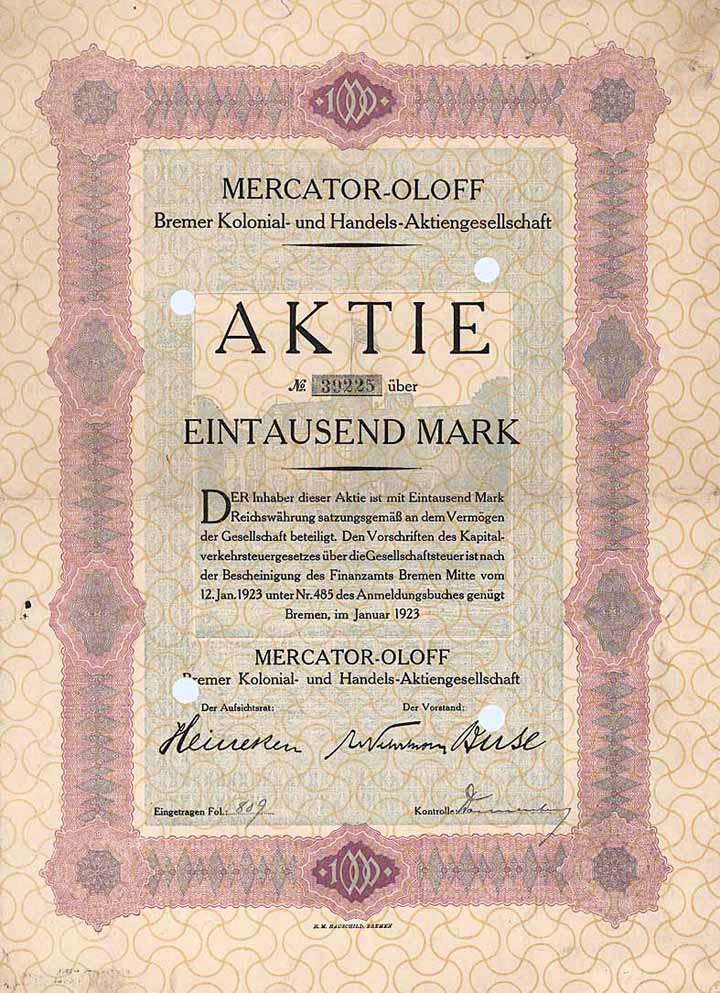 1000
MERCATOR-OLOFF
Bremer Kolonial- und Handels-Aktiengesellschaft
AKTIE
No. 39225 über
EINTAUSEND MARK
DER Inhaber dieser Aktie ist mit Eintausend Mark
Reichswährung satzungsgemäß an dem Vermögen
der Gesellschaft beteiligt. Den Vorschriften des Kapital-
verkehrsteuergesetzes über die Gesellschaftsteuer ist nach
der Bescheinigung des Finanzamts Bremen Mitte vom
12. Jan. 1923 unter Nr. 485 des Anmeldungsbuches genügt
Bremen, im Januar 1923
MERCATOR-OLOFF
Bremer Kolonial- und Handels-Aktiengesellschaft
Der Aufsichtsrat: Der Vorstand:
Heineken Buse
Eingetragen Fol.: 809 Kontrolle
1000
H. M. HAUSCHILD, BREMEN